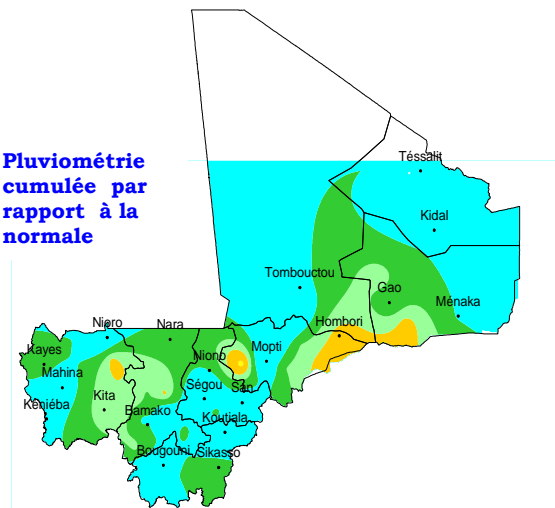 Pluviométrie
cumulée par
rapport à la
normale
Téssalit
Kidal
Tombouctou
Gao
Ménaka
Hombori
Nioro
Nara
Niono
Mopti
Kayes
Mahina
Kéniéba
Kita
Ségou
San
Bamako
Koutiala
Bougouni
Sikasso